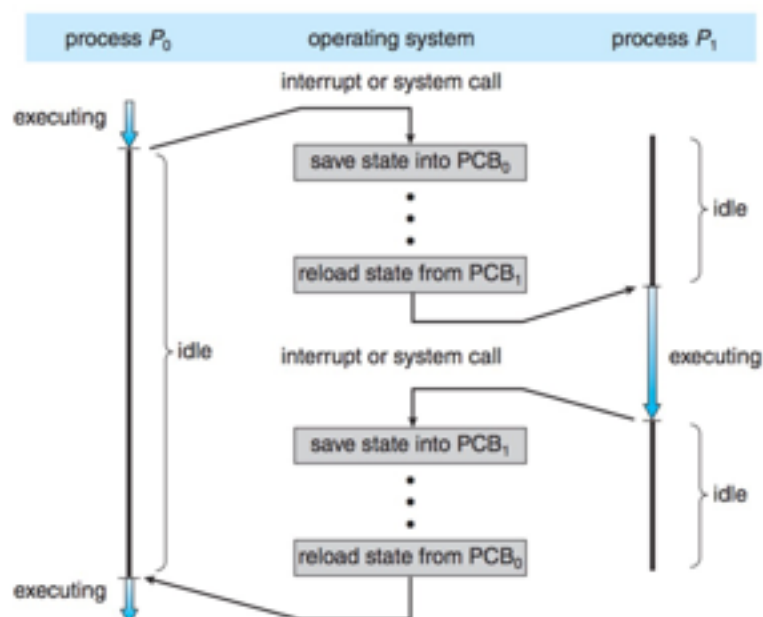 process P₀ operating system process P₁
interrupt or system call
executing
save state into PCB₀
idle
reload state from PCB₁
idle
interrupt or system call
executing
save state into PCB₁
idle
reload state from PCB₀
executing